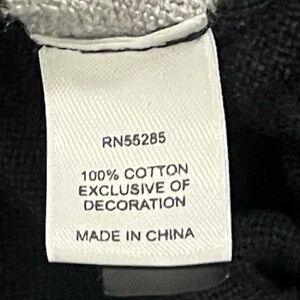 RN55285
100% COTTON
EXCLUSIVE OF
DECORATION
MADE IN CHINA